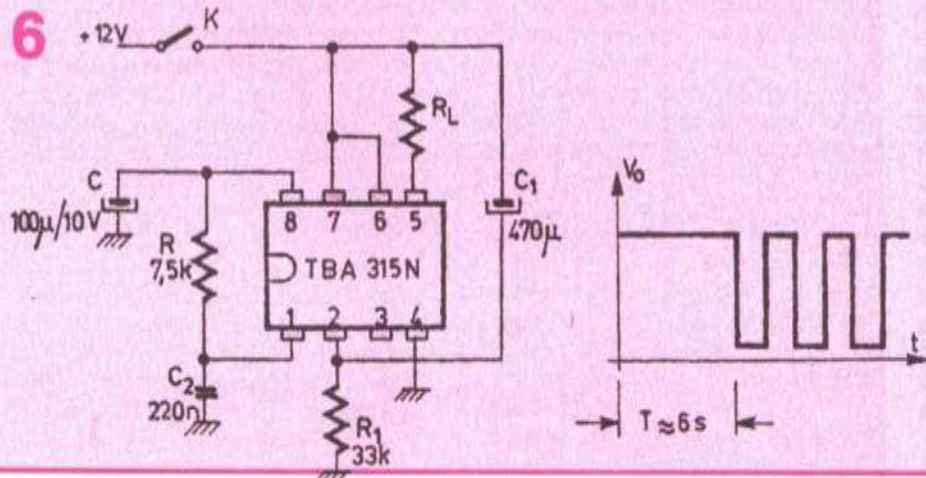 6
+12V
K
R_L
C
100µ/10V
8 7 6 5
C₁
470µ
V₀
R
7,5k
TBA 315N
1 2 3 4
C₂
220n
R₁
33k
t
T ≈ 6s